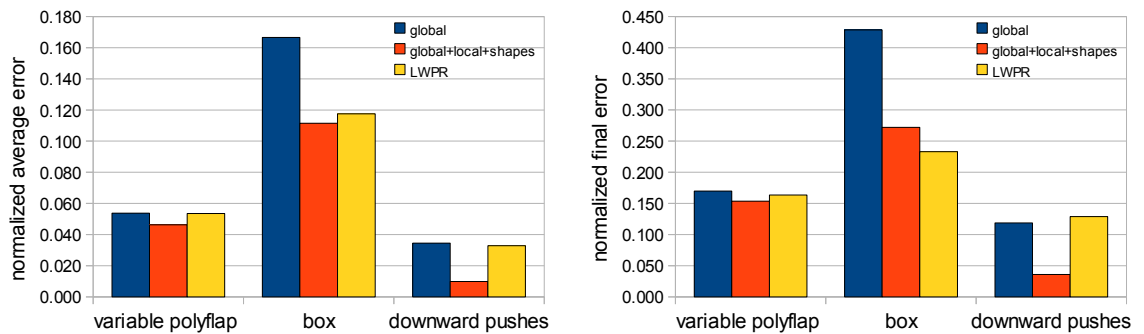 0.180
0.160
0.140
0.120
0.100
0.080
0.060
0.040
0.020
0.000
normalized average error
global
global+local+shapes
LWPR
variable polyflap
box
downward pushes
0.450
0.400
0.350
0.300
0.250
0.200
0.150
0.100
0.050
0.000
normalized final error
global
global+local+shapes
LWPR
variable polyflap
box
downward pushes